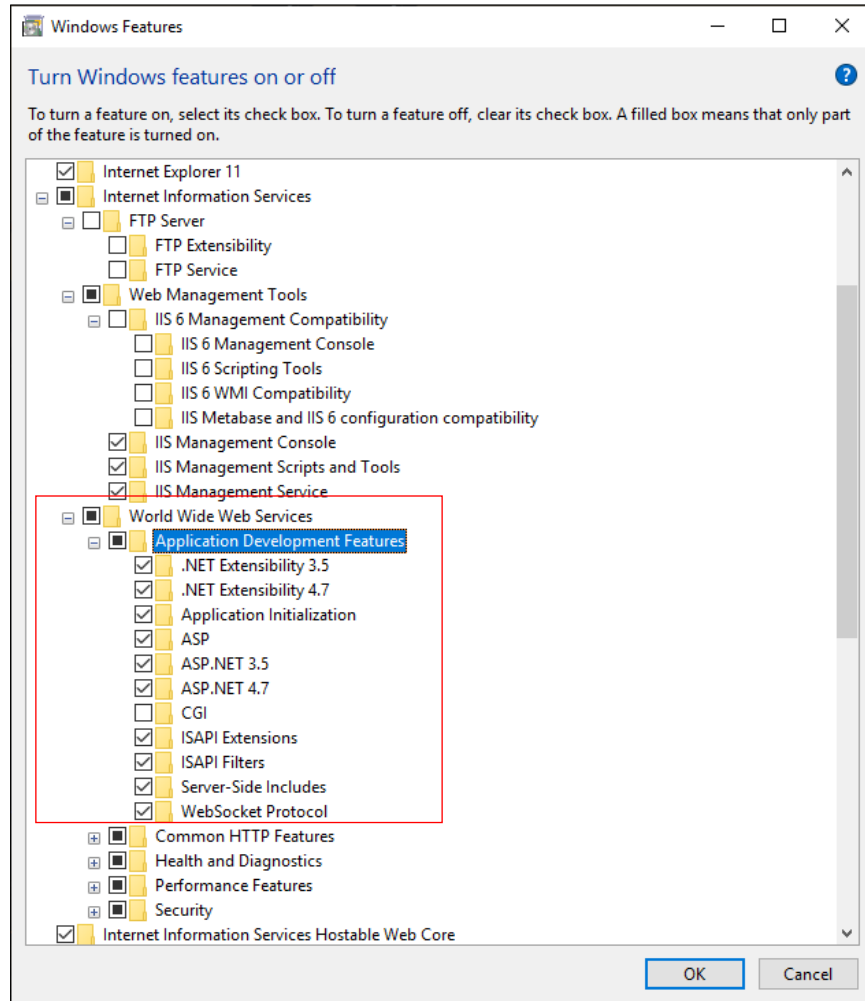 Windows Features
Turn Windows features on or off
To turn a feature on, select its check box. To turn a feature off, clear its check box. A filled box means that only part
of the feature is turned on.
Internet Explorer 11
Internet Information Services
FTP Server
FTP Extensibility
FTP Service
Web Management Tools
IIS 6 Management Compatibility
IIS 6 Management Console
IIS 6 Scripting Tools
IIS 6 WMI Compatibility
IIS Metabase and IIS 6 configuration compatibility
IIS Management Console
IIS Management Scripts and Tools
IIS Management Service
World Wide Web Services
Application Development Features
.NET Extensibility 3.5
.NET Extensibility 4.7
Application Initialization
ASP
ASP.NET 3.5
ASP.NET 4.7
CGI
ISAPI Extensions
ISAPI Filters
Server-Side Includes
WebSocket Protocol
Common HTTP Features
Health and Diagnostics
Performance Features
Security
Internet Information Services Hostable Web Core
OK
Cancel